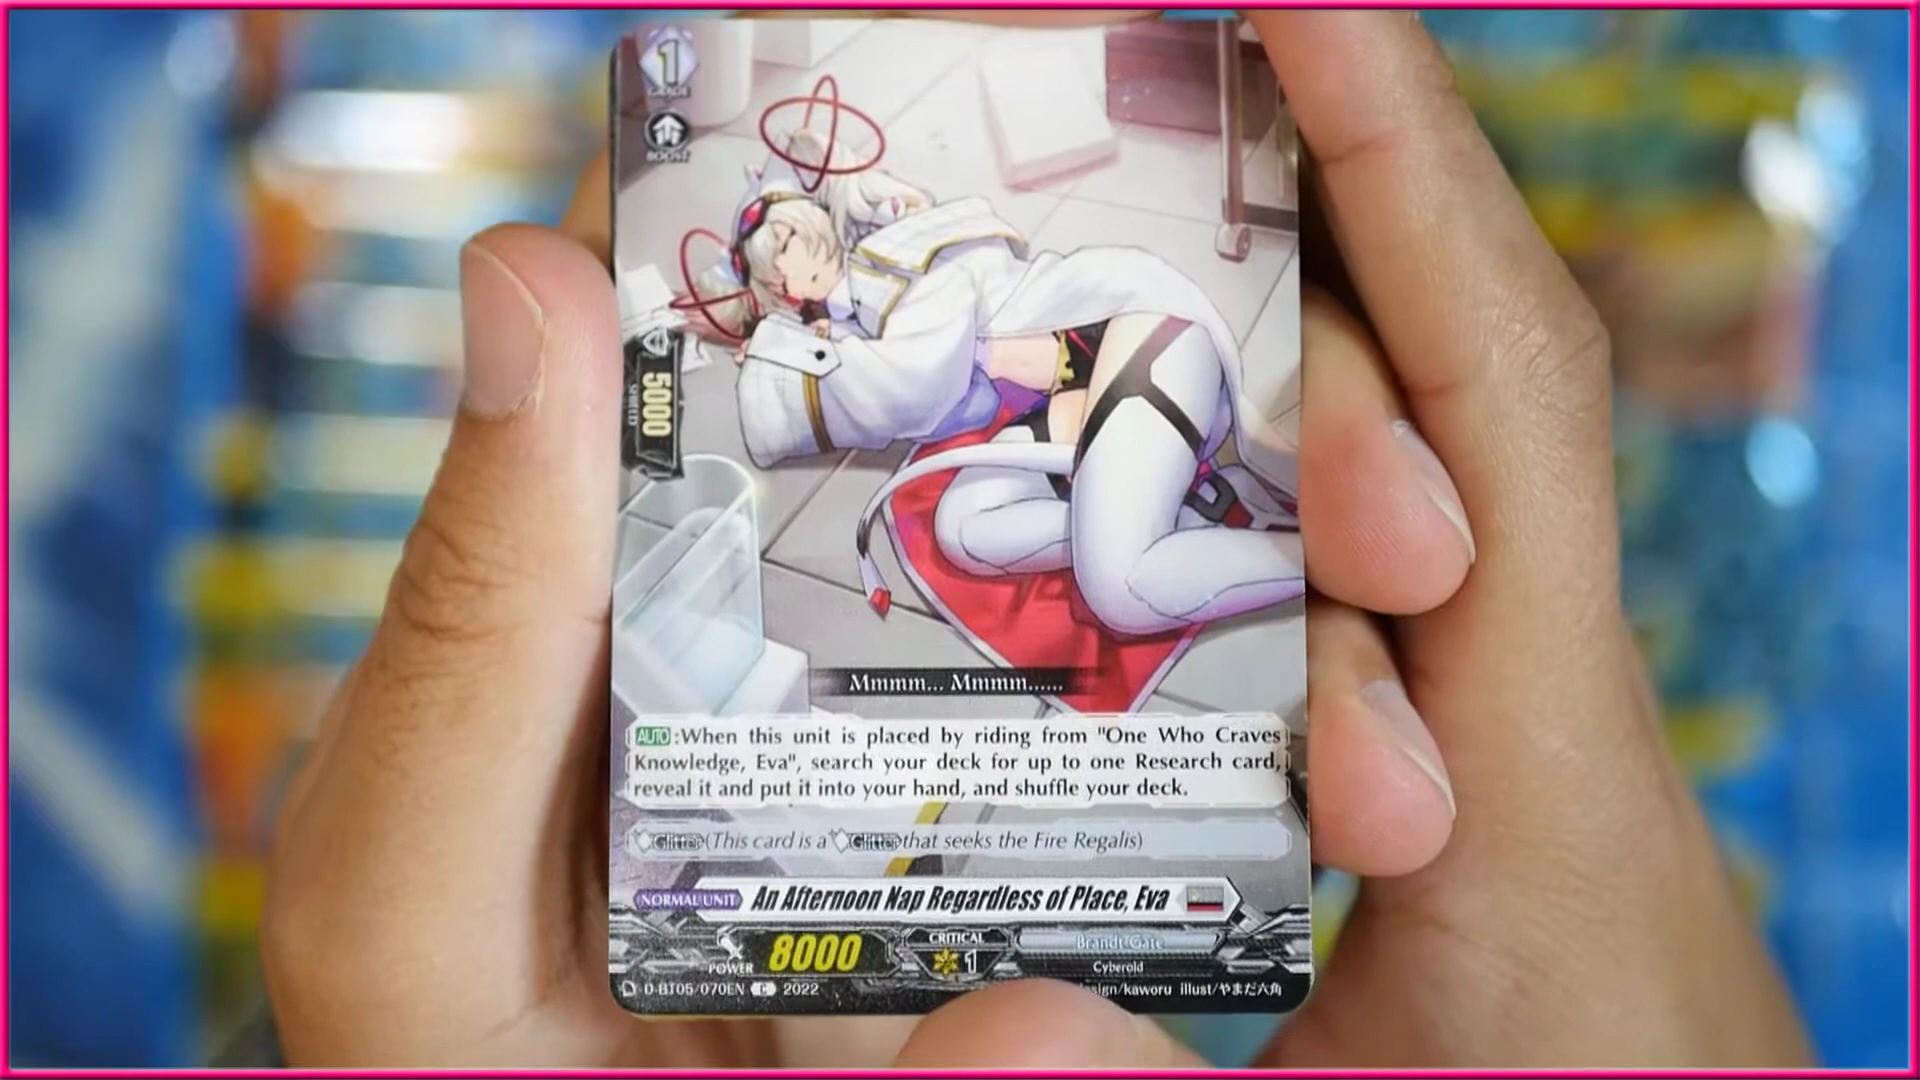 1
GRADE
BOOST
5000
SHIELD
Mmmm... Mmmm......
AUTO:When this unit is placed by riding from "One Who Craves
Knowledge, Eva", search your deck for up to one Research card,
reveal it and put it into your hand, and shuffle your deck.
Glitter(This card is a Glitter that seeks the Fire Regalis)
NORMAL UNIT An Afternoon Nap Regardless of Place, Eva
POWER 8000 CRITICAL 1 Brandt Gate
Cyberoid
D-BT05/070EN C 2022 sign/kaworu illust/やまだ六角